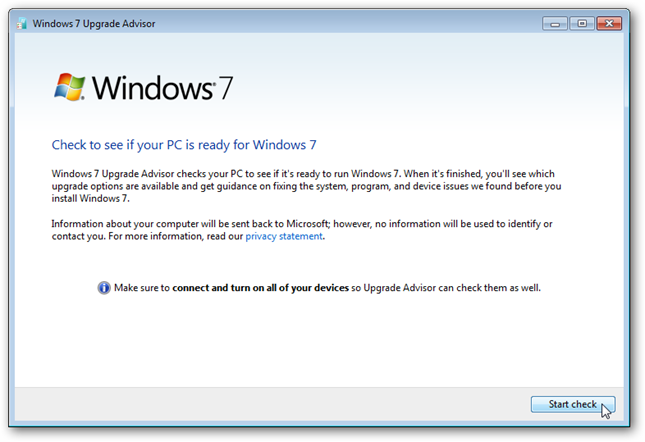 Windows 7 Upgrade Advisor
Windows 7
Check to see if your PC is ready for Windows 7
Windows 7 Upgrade Advisor checks your PC to see if it's ready to run Windows 7. When it's finished, you'll see which
upgrade options are available and get guidance on fixing the system, program, and device issues we found before you
install Windows 7.
Information about your computer will be sent back to Microsoft; however, no information will be used to identify or
contact you. For more information, read our privacy statement.
Make sure to connect and turn on all of your devices so Upgrade Advisor can check them as well.
Start check